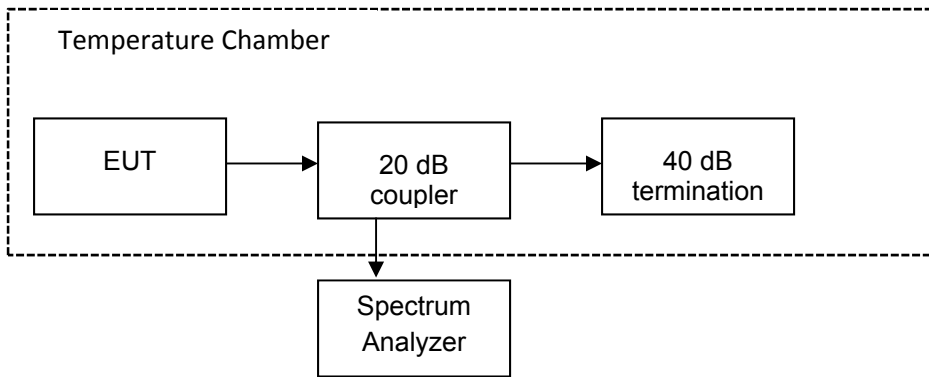 Temperature Chamber
EUT
20 dB
coupler
40 dB
termination
Spectrum
Analyzer